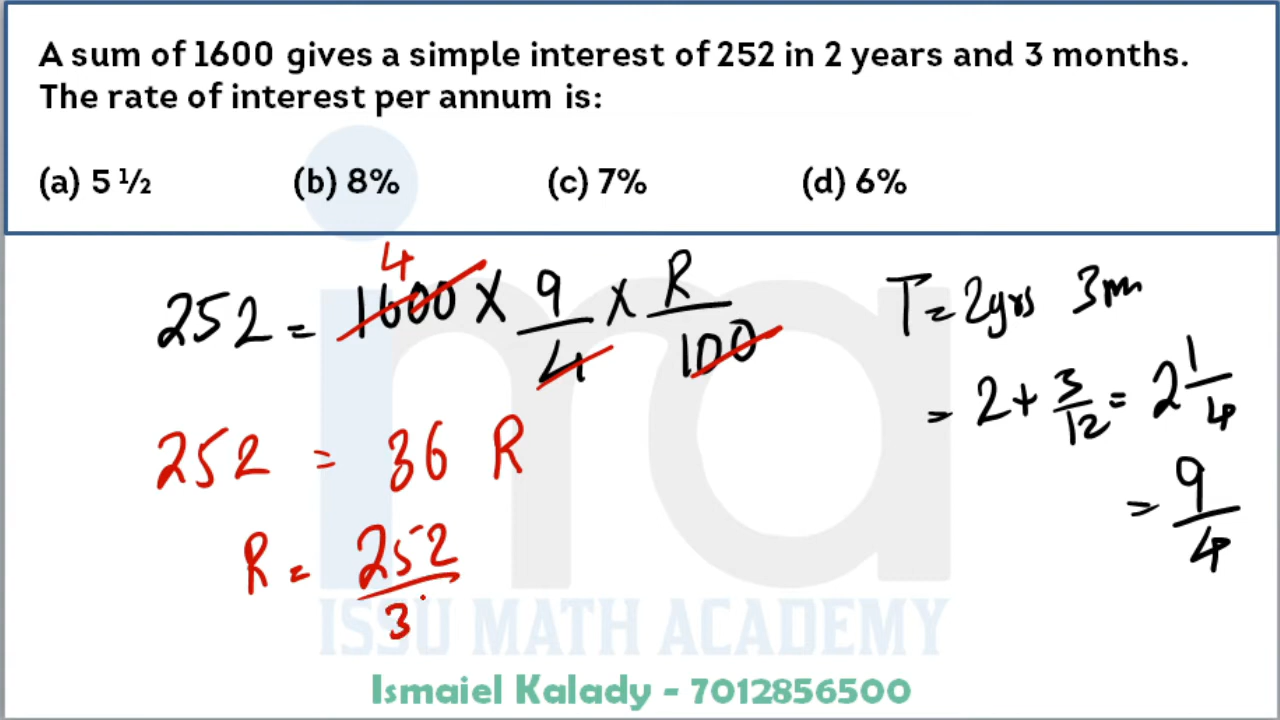 A sum of 1600 gives a simple interest of 252 in 2 years and 3 months.
The rate of interest per annum is:
(a) 5 ½ (b) 8% (c) 7% (d) 6%
4
252 = 1600 × 9/4 × R/100
T = 2yrs 3m
= 2 + 3/12 = 2 1/4
= 9/4
252 = 36 R
R = 252/3
ima
ISSU MATH ACADEMY
Ismaiel Kalady - 7012856500